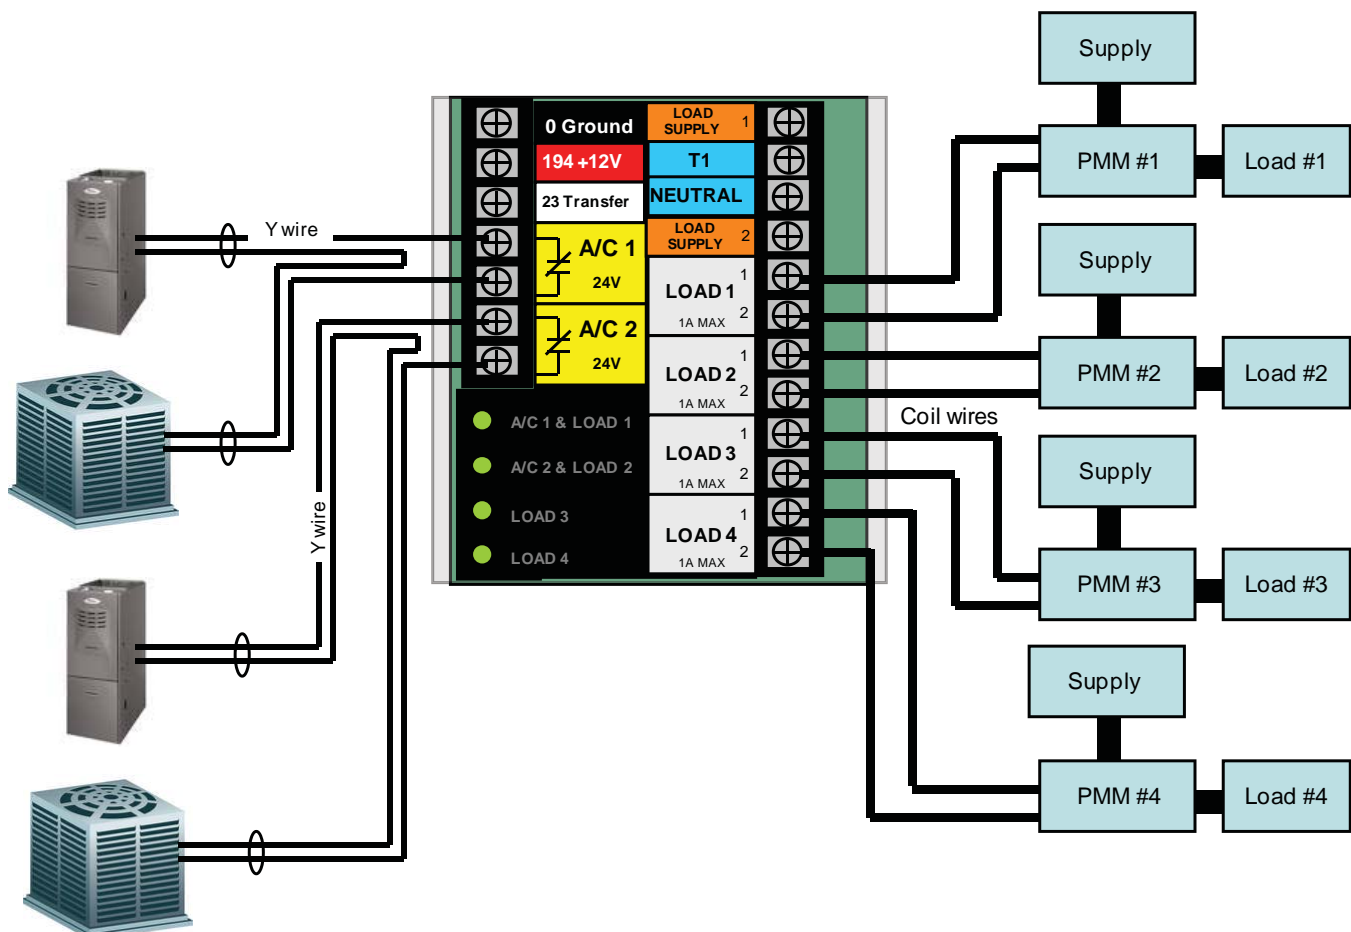 Supply
0 Ground
LOAD SUPPLY 1
194 +12V
T1
PMM #1
Load #1
23 Transfer
NEUTRAL
Y wire
LOAD SUPPLY 2
A/C 1
24V
LOAD 1
1
2
1A MAX
Supply
A/C 2
24V
LOAD 2
1
2
1A MAX
PMM #2
Load #2
Coil wires
A/C 1 & LOAD 1
A/C 2 & LOAD 2
LOAD 3
1
2
1A MAX
Supply
LOAD 3
LOAD 4
LOAD 4
1
2
1A MAX
Y wire
PMM #3
Load #3
Supply
PMM #4
Load #4